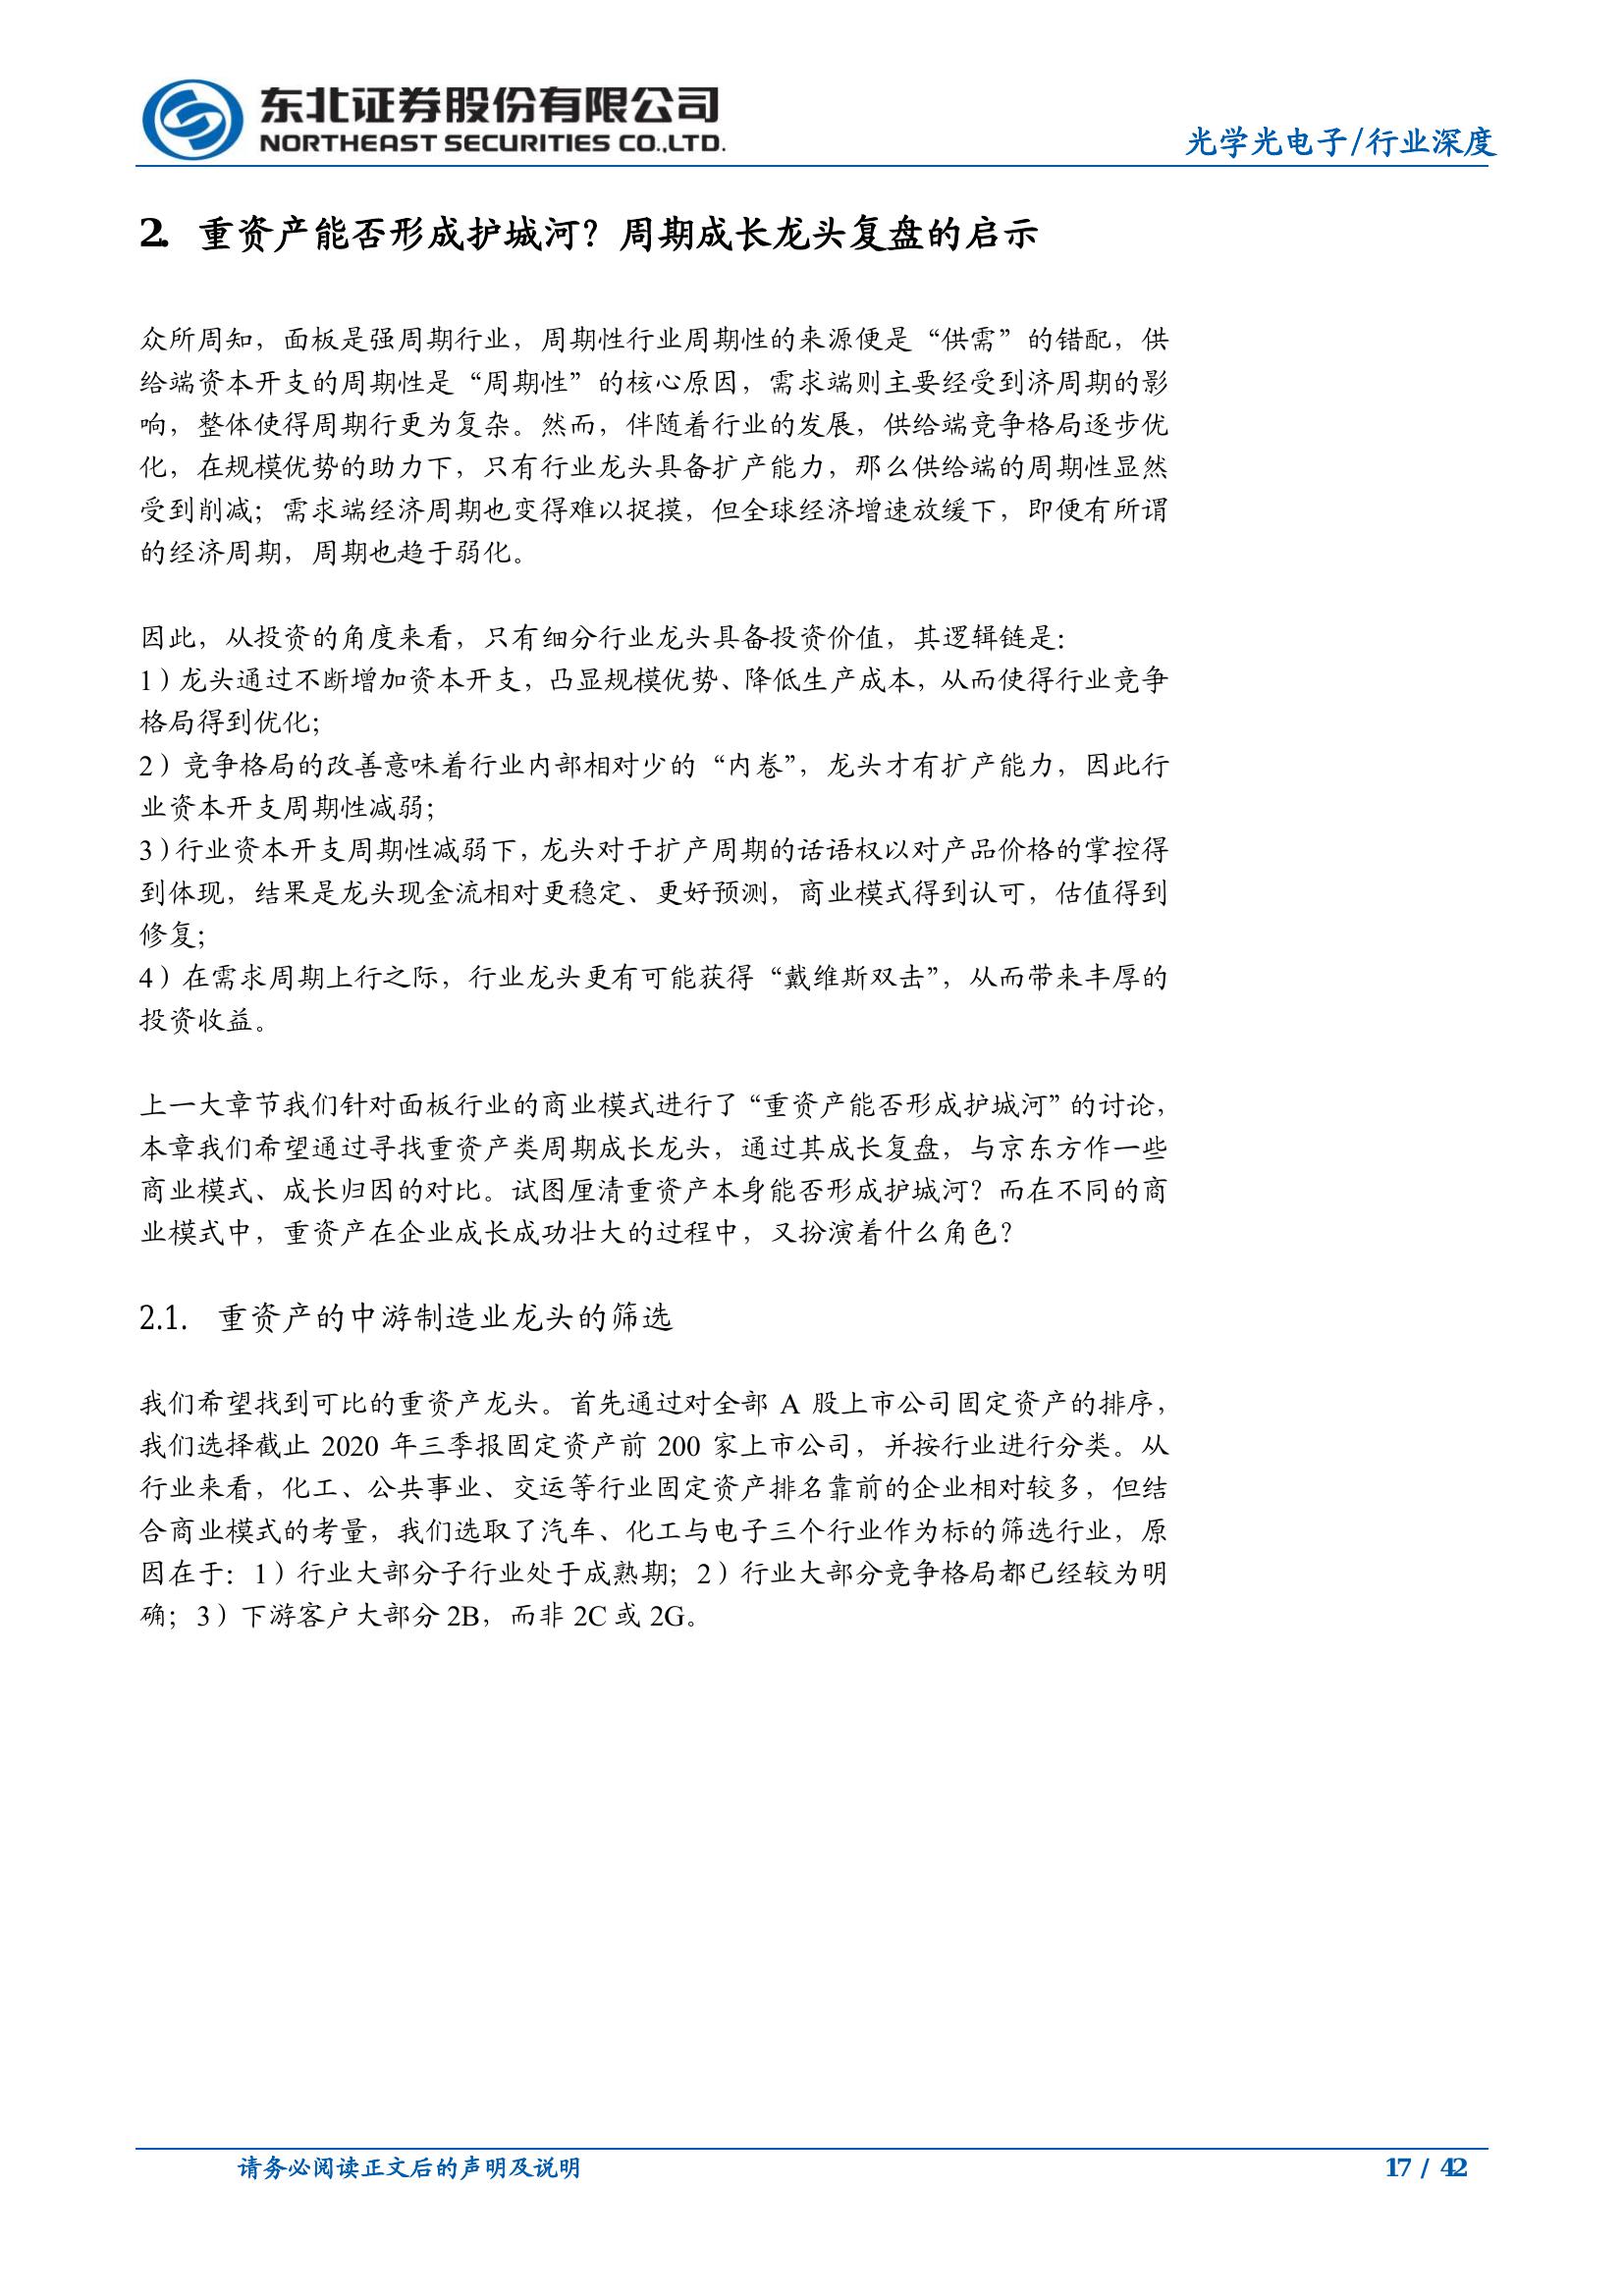 东北证券股份有限公司
NORTHEAST SECURITIES CO.,LTD.
光学光电子/行业深度
2. 重资产能否形成护城河？周期成长龙头复盘的启示
众所周知，面板是强周期行业，周期性行业周期性的来源便是“供需”的错配，供
给端资本开支的周期性是“周期性”的核心原因，需求端则主要经受到济周期的影
响，整体使得周期行更为复杂。然而，伴随着行业的发展，供给端竞争格局逐步优
化，在规模优势的助力下，只有行业龙头具备扩产能力，那么供给端的周期性显然
受到削减；需求端经济周期也变得难以捉摸，但全球经济增速放缓下，即便有所谓
的经济周期，周期也趋于弱化。
因此，从投资的角度来看，只有细分行业龙头具备投资价值，其逻辑链是：
1）龙头通过不断增加资本开支，凸显规模优势、降低生产成本，从而使得行业竞争
格局得到优化；
2）竞争格局的改善意味着行业内部相对少的“内卷”，龙头才有扩产能力，因此行
业资本开支周期性减弱；
3）行业资本开支周期性减弱下，龙头对于扩产周期的话语权以对产品价格的掌控得
到体现，结果是龙头现金流相对更稳定、更好预测，商业模式得到认可，估值得到
修复；
4）在需求周期上行之际，行业龙头更有可能获得“戴维斯双击”，从而带来丰厚的
投资收益。
上一大章节我们针对面板行业的商业模式进行了“重资产能否形成护城河”的讨论，
本章我们希望通过寻找重资产类周期成长龙头，通过其成长复盘，与京东方作一些
商业模式、成长归因的对比。试图厘清重资产本身能否形成护城河？而在不同的商
业模式中，重资产在企业成长成功壮大的过程中，又扮演着什么角色？
2.1. 重资产的中游制造业龙头的筛选
我们希望找到可比的重资产龙头。首先通过对全部 A 股上市公司固定资产的排序，
我们选择截止 2020 年三季报固定资产前 200 家上市公司，并按行业进行分类。从
行业来看，化工、公共事业、交运等行业固定资产排名靠前的企业相对较多，但结
合商业模式的考量，我们选取了汽车、化工与电子三个行业作为标的筛选行业，原
因在于：1）行业大部分子行业处于成熟期；2）行业大部分竞争格局都已经较为明
确；3）下游客户大部分 2B，而非 2C 或 2G。
请务必阅读正文后的声明及说明
17 / 42